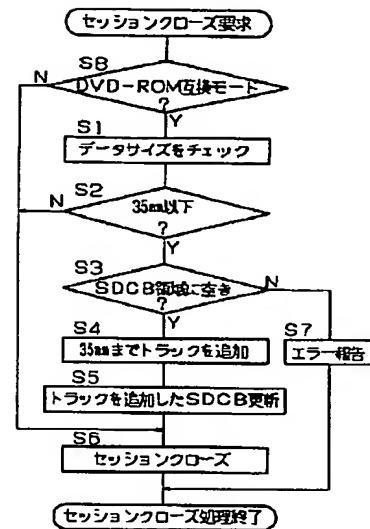 セッションクローズ要求
S8
N
DVD-ROM互換モード
?
Y
S1
データサイズをチェック
S2
N
35mm以下
?
Y
S3
N
SDCB領域に空き
?
Y
S4
35mmまでトラックを追加
S7
エラー報告
S5
トラックを追加したSDCB更新
S6
セッションクローズ
セッションクローズ処理終了